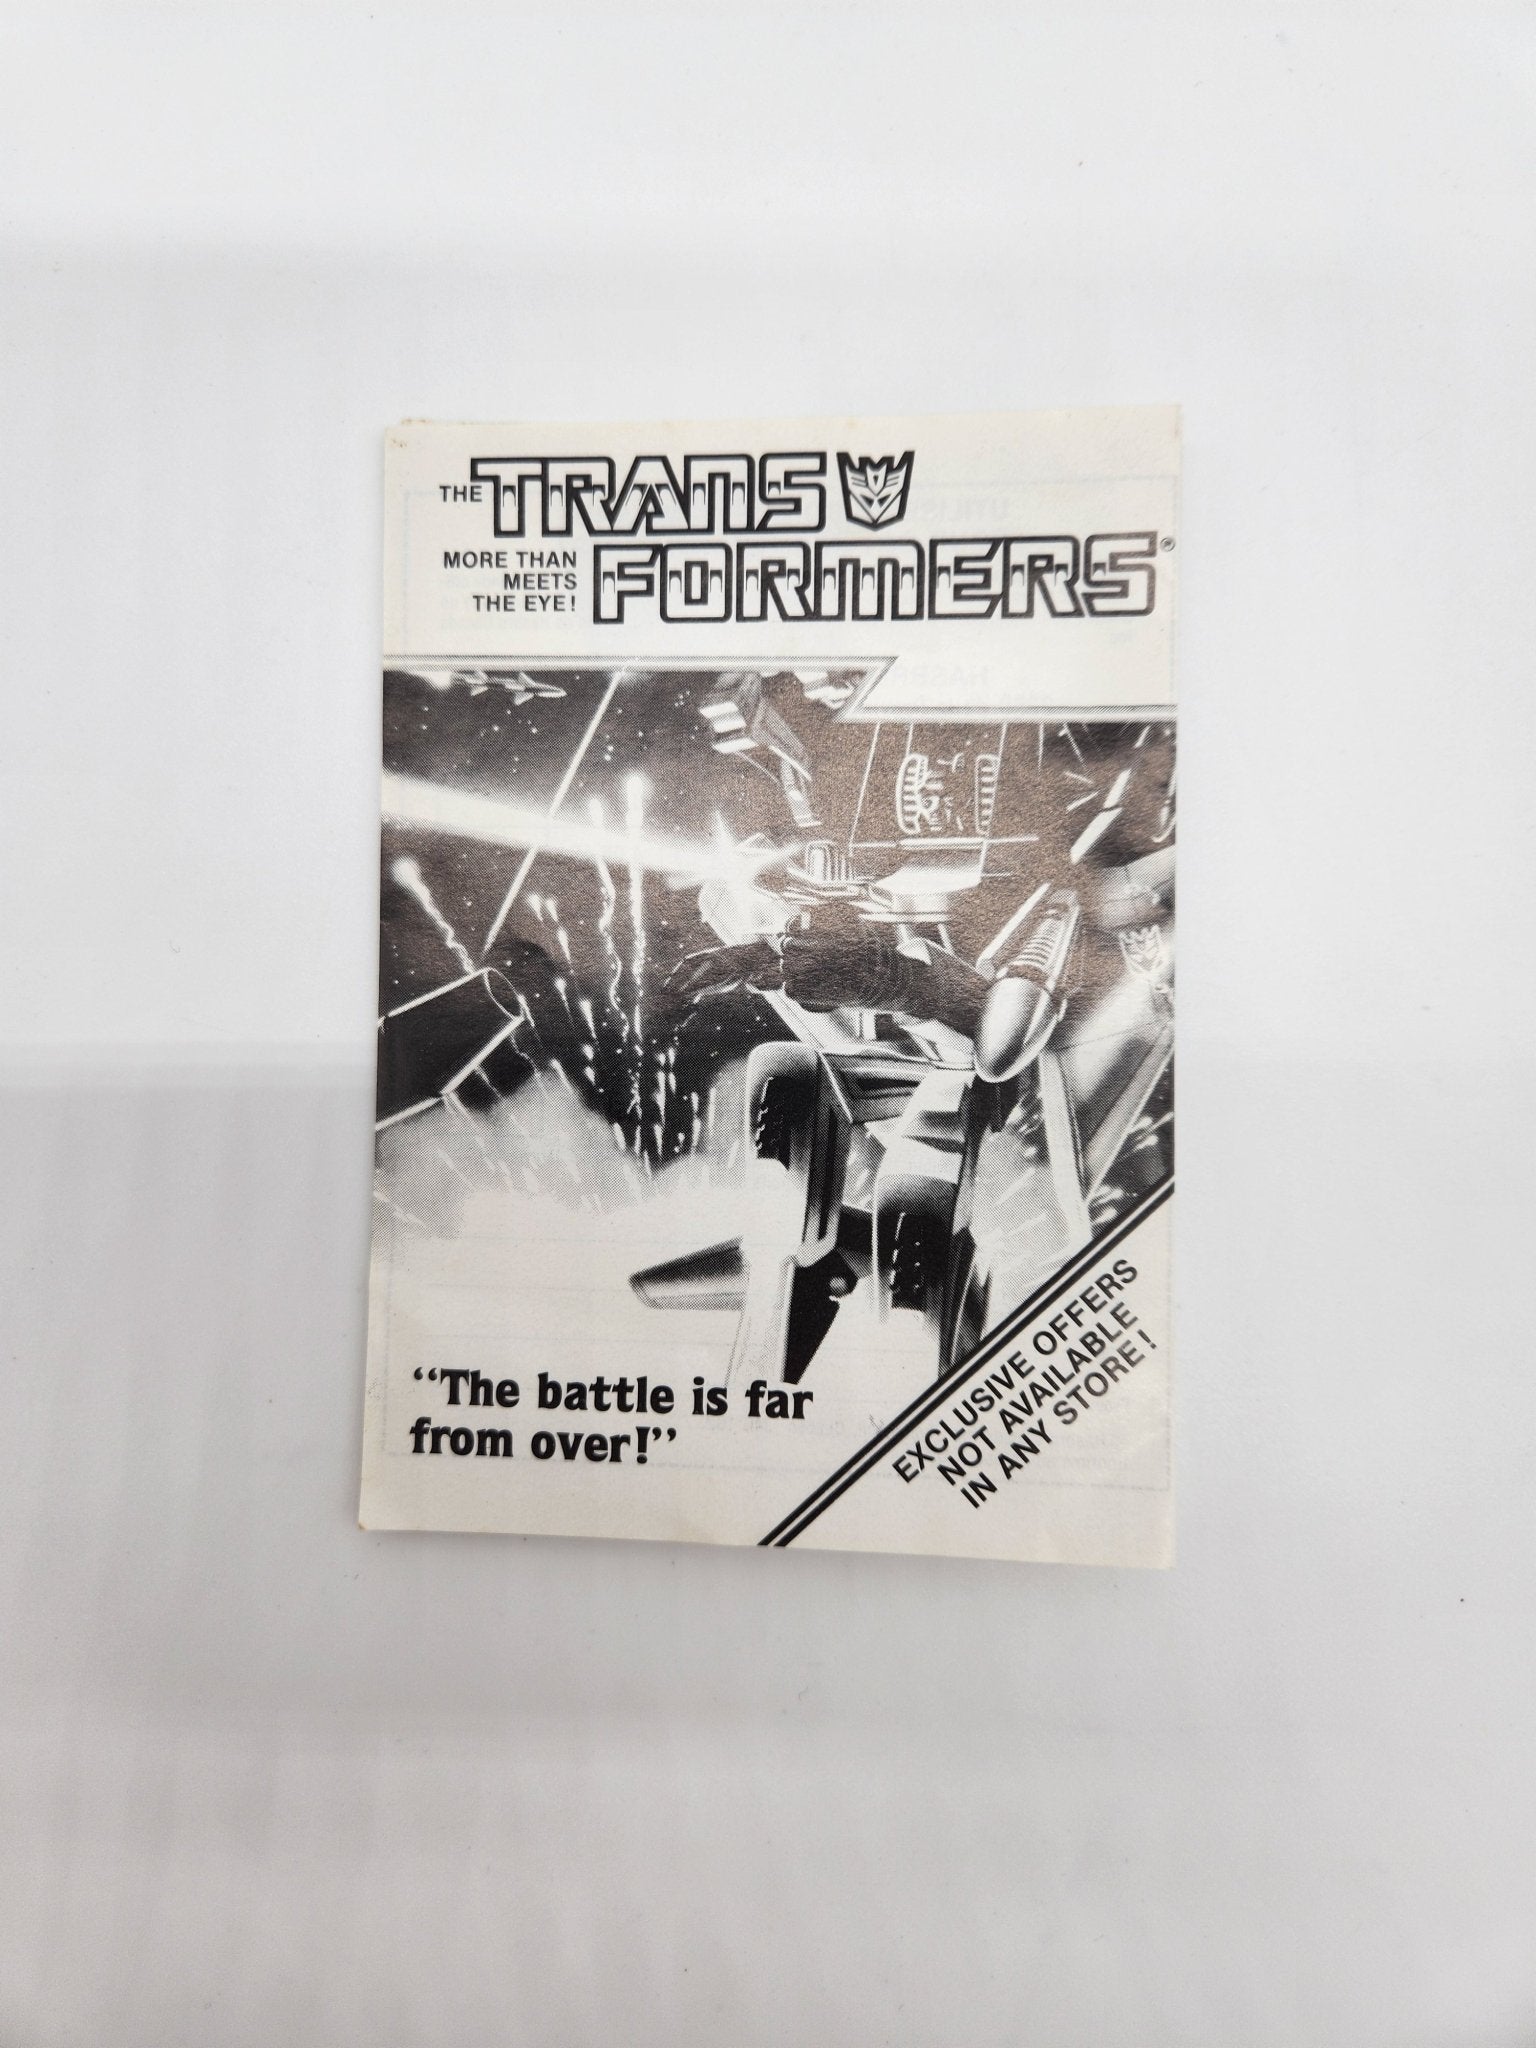 THE TRANS
FORMERS®
MORE THAN
MEETS
THE EYE!
"The battle is far
from over!"
EXCLUSIVE OFFERS
NOT AVAILABLE
IN ANY STORE!